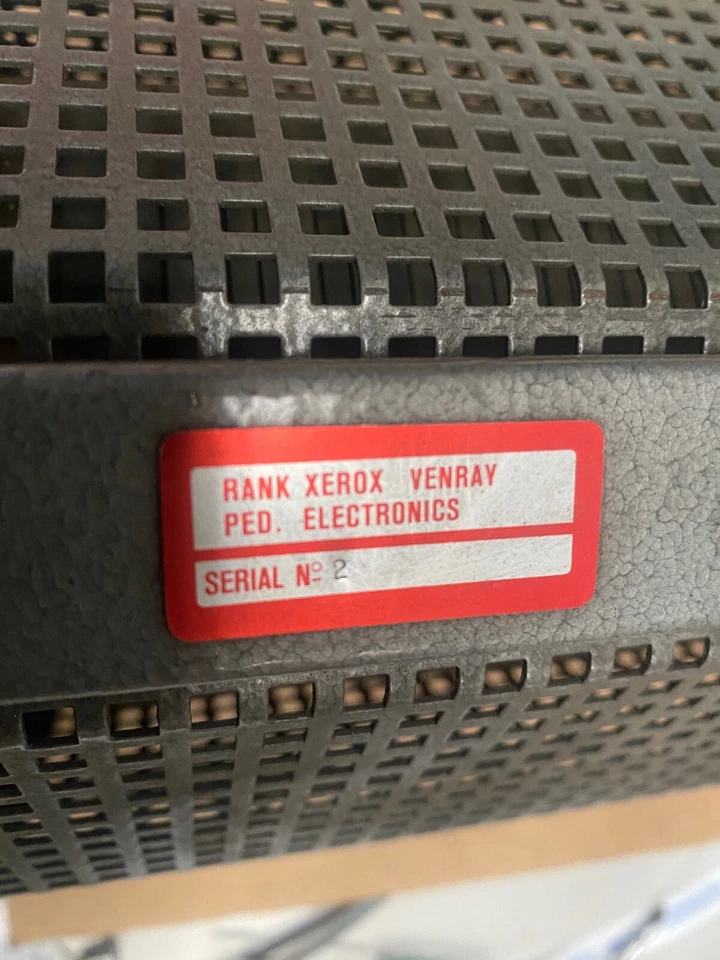 RANK XEROX VENRAY
PED. ELECTRONICS
SERIAL Nº 2